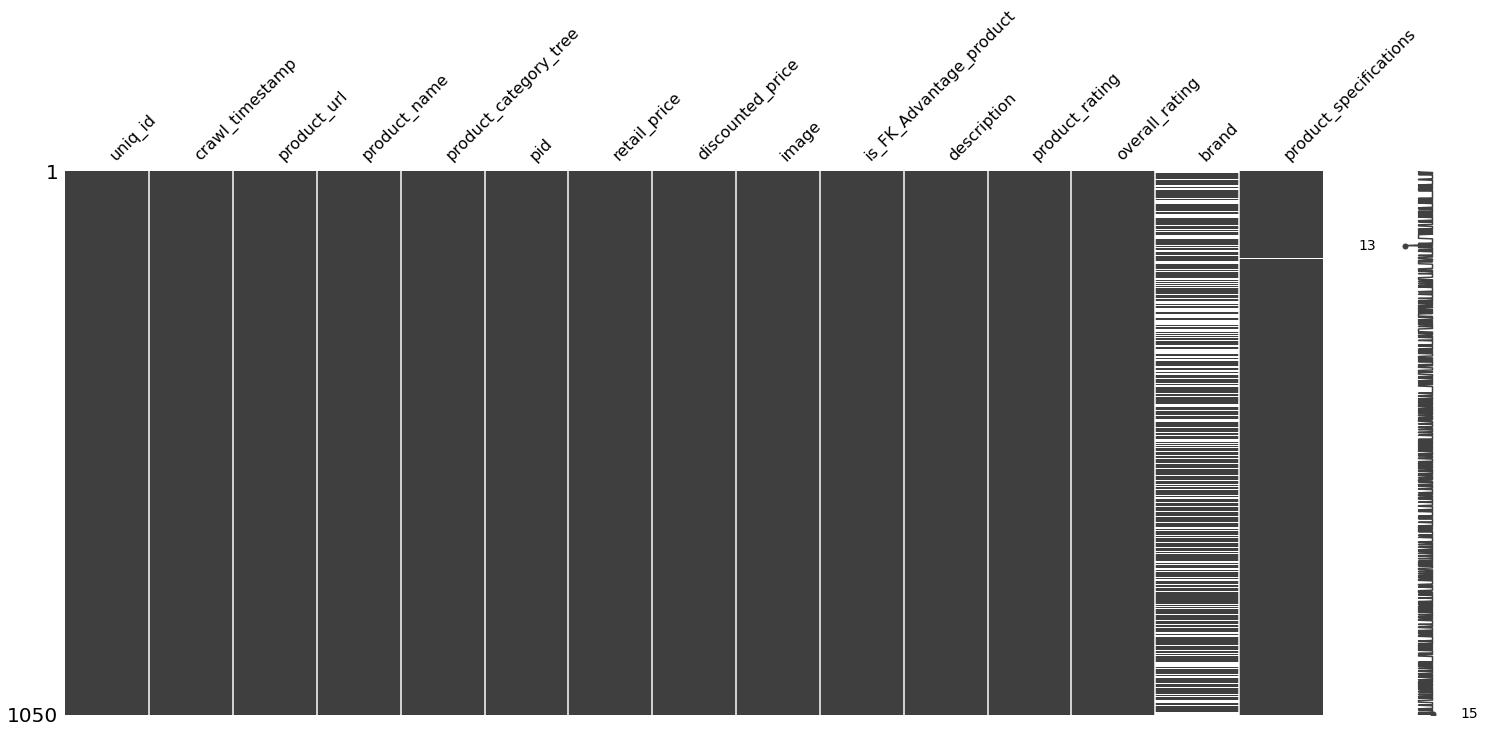 uniq_id
crawl_timestamp
product_url
product_name
product_category_tree
pid
retail_price
discounted_price
image
is_FK_Advantage_product
description
product_rating
overall_rating
brand
product_specifications
1
13
1050
15